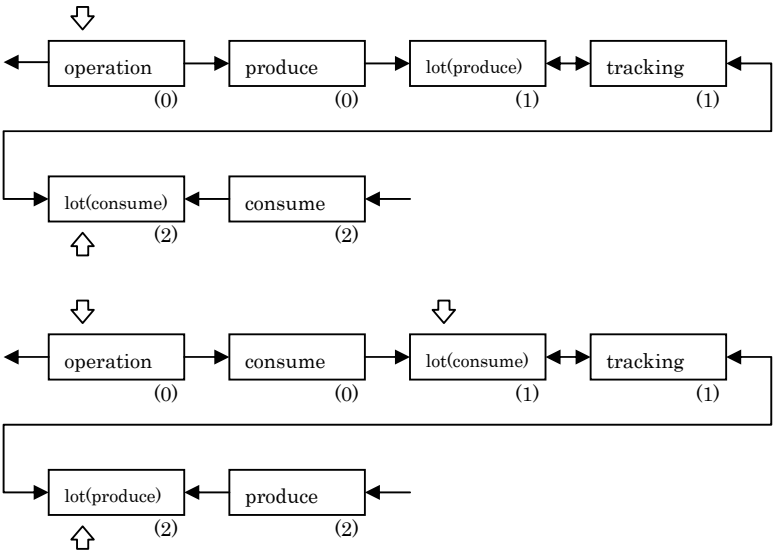 operation produce lot(produce) tracking
(0) (0) (1) (1)
lot(consume) consume
(2) (2)
operation consume lot(consume) tracking
(0) (0) (1) (1)
lot(produce) produce
(2) (2)